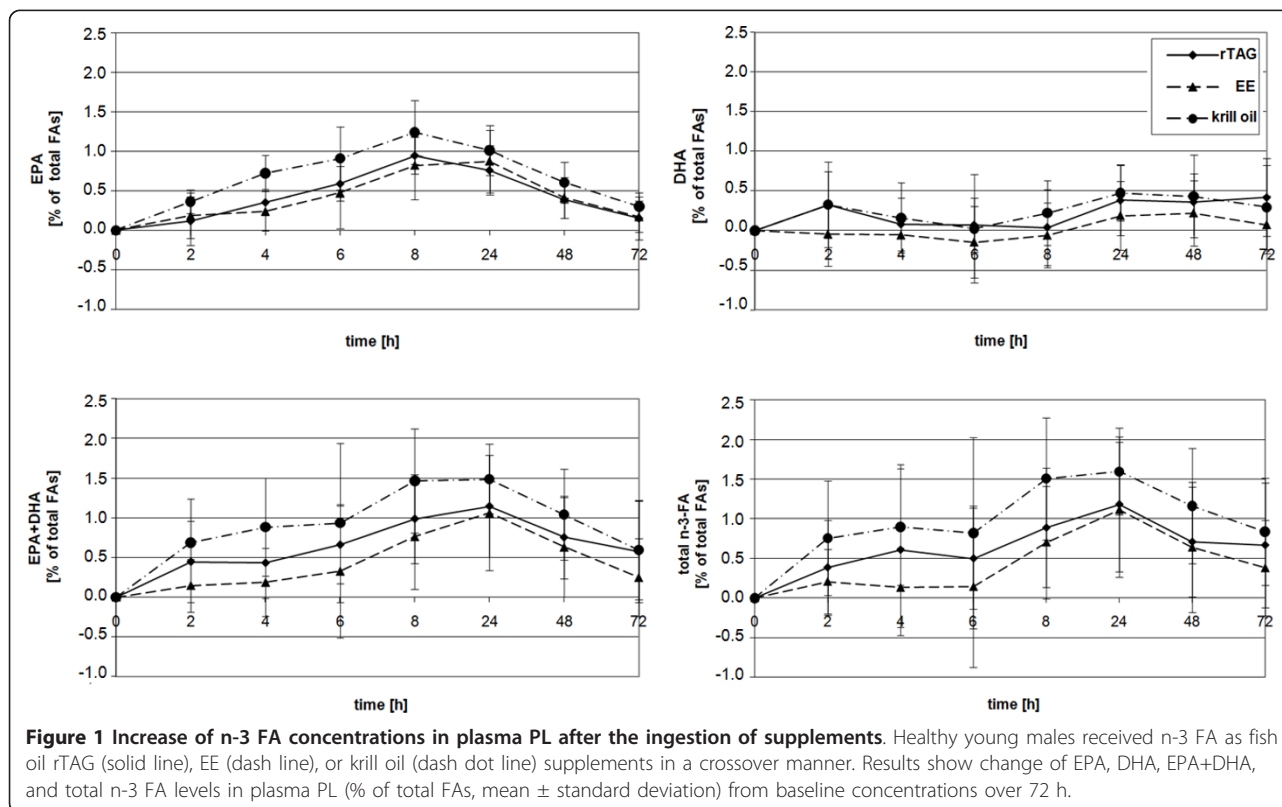 2.5
2.0
1.5
1.0
0.5
0.0
-0.5
-1.0
EPA
[% of total FAs]
0 2 4 6 8 24 48 72
time [h]
2.5
2.0
1.5
1.0
0.5
0.0
-0.5
-1.0
DHA
[% of total FAs]
0 2 4 6 8 24 48 72
time [h]
rTAG
EE
krill oil
2.5
2.0
1.5
1.0
0.5
0.0
-0.5
-1.0
EPA+DHA
[% of total FAs]
0 2 4 6 8 24 48 72
time [h]
2.5
2.0
1.5
1.0
0.5
0.0
-0.5
-1.0
total n-3-FA
[% of total FAs]
0 2 4 6 8 24 48 72
time [h]
Figure 1 Increase of n-3 FA concentrations in plasma PL after the ingestion of supplements. Healthy young males received n-3 FA as fish
oil rTAG (solid line), EE (dash line), or krill oil (dash dot line) supplements in a crossover manner. Results show change of EPA, DHA, EPA+DHA,
and total n-3 FA levels in plasma PL (% of total FAs, mean ± standard deviation) from baseline concentrations over 72 h.